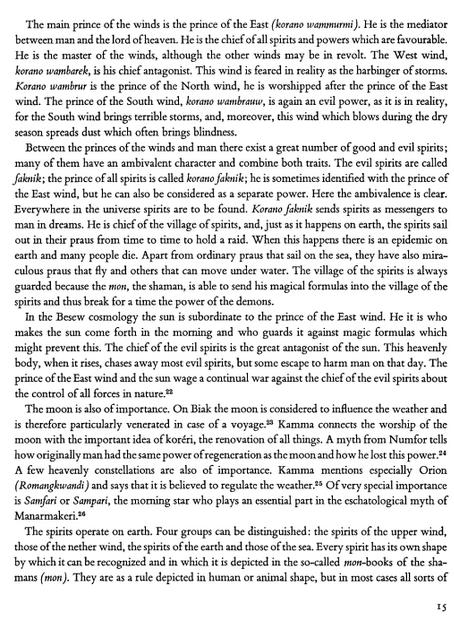 The main prince of the winds is the prince of the East (korano wammurmi). He is the mediator
between man and the lord of heaven. He is the chief of all spirits and powers which are favourable.
He is the master of the winds, although the other winds may be in revolt. The West wind,
korano wambarek, is his chief antagonist. This wind is feared in reality as the harbinger of storms.
Korano wambrur is the prince of the North wind, he is worshipped after the prince of the East
wind. The prince of the South wind, korano wambrauw, is again an evil power, as it is in reality,
for the South wind brings terrible storms, and, moreover, this wind which blows during the dry
season spreads dust which often brings blindness.
Between the princes of the winds and man there exist a great number of good and evil spirits;
many of them have an ambivalent character and combine both traits. The evil spirits are called
faknik; the prince of all spirits is called korano faknik; he is sometimes identified with the prince of
the East wind, but he can also be considered as a separate power. Here the ambivalence is clear.
Everywhere in the universe spirits are to be found. Korano faknik sends spirits as messengers to
man in dreams. He is chief of the village of spirits, and, just as it happens on earth, the spirits sail
out in their praus from time to time to hold a raid. When this happens there is an epidemic on
earth and many people die. Apart from ordinary praus that sail on the sea, they have also mira-
culous praus that fly and others that can move under water. The village of the spirits is always
guarded because the mon, the shaman, is able to send his magical formulas into the village of the
spirits and thus break for a time the power of the demons.
In the Besew cosmology the sun is subordinate to the prince of the East wind. He it is who
makes the sun come forth in the morning and who guards it against magic formulas which
might prevent this. The chief of the evil spirits is the great antagonist of the sun. This heavenly
body, when it rises, chases away most evil spirits, but some escape to harm man on that day. The
prince of the East wind and the sun wage a continual war against the chief of the evil spirits about
the control of all forces in nature.22
The moon is also of importance. On Biak the moon is considered to influence the weather and
is therefore particularly venerated in case of a voyage.23 Kamma connects the worship of the
moon with the important idea of koréri, the renovation of all things. A myth from Numfor tells
how originally man had the same power of regeneration as the moon and how he lost this power.24
A few heavenly constellations are also of importance. Kamma mentions especially Orion
(Romangkwandi) and says that it is believed to regulate the weather.25 Of very special importance
is Samfari or Sampari, the morning star who plays an essential part in the eschatological myth of
Manarmakeri.26
The spirits operate on earth. Four groups can be distinguished: the spirits of the upper wind,
those of the nether wind, the spirits of the earth and those of the sea. Every spirit has its own shape
by which it can be recognized and in which it is depicted in the so-called mon-books of the sha-
mans (mon). They are as a rule depicted in human or animal shape, but in most cases all sorts of
15